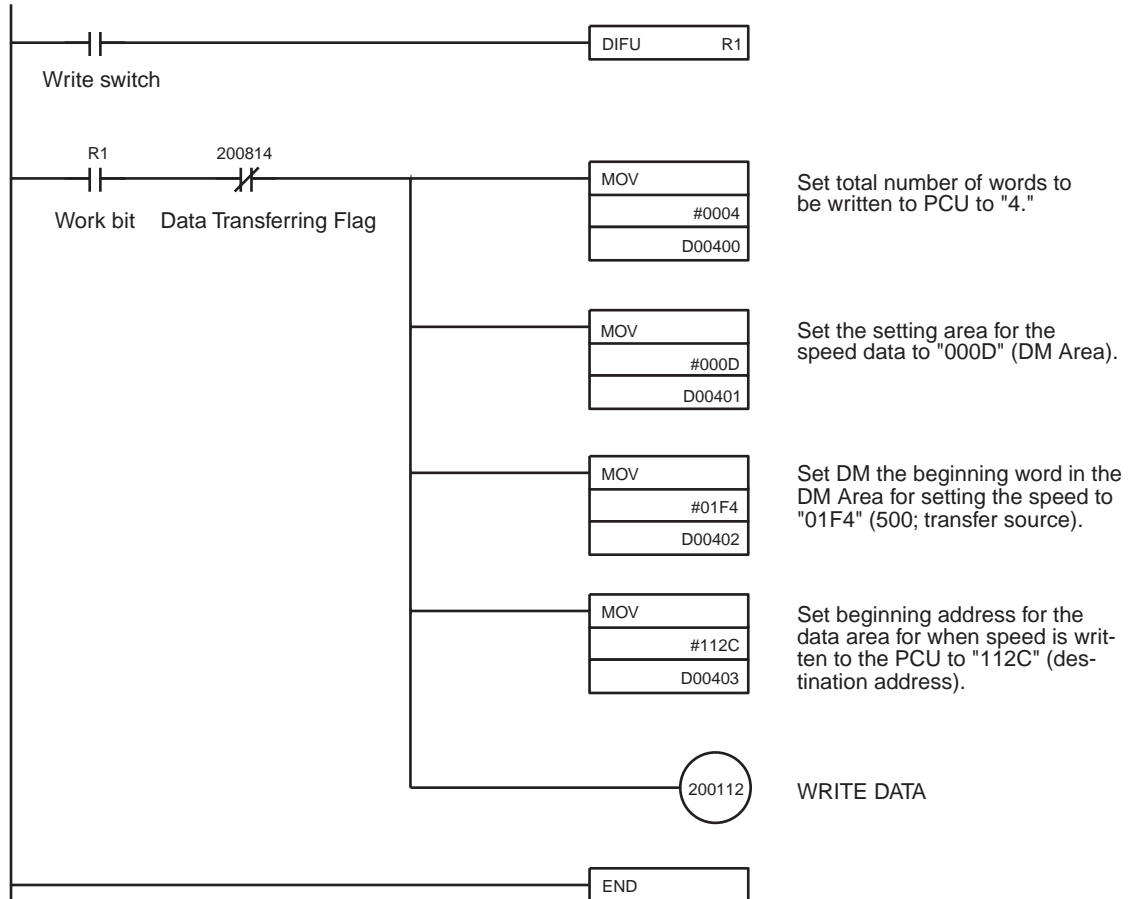 DIFU R1
Write switch
R1 200814
Work bit Data Transferring Flag
MOV
#0004
D00400
Set total number of words to
be written to PCU to "4."
MOV
#000D
D00401
Set the setting area for the
speed data to "000D" (DM Area).
MOV
#01F4
D00402
Set DM the beginning word in the
DM Area for setting the speed to
"01F4" (500; transfer source).
MOV
#112C
D00403
Set beginning address for the
data area for when speed is writ-
ten to the PCU to "112C" (des-
tination address).
200112
WRITE DATA
END